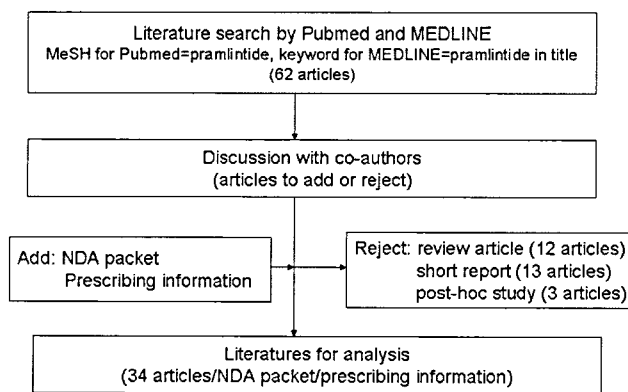 Literature search by Pubmed and MEDLINE
MeSH for Pubmed=pramlintide, keyword for MEDLINE=pramlintide in title
(62 articles)
Discussion with co-authors
(articles to add or reject)
Add: NDA packet
Prescribing information
Reject: review article (12 articles)
short report (13 articles)
post-hoc study (3 articles)
Literatures for analysis
(34 articles/NDA packet/prescribing information)